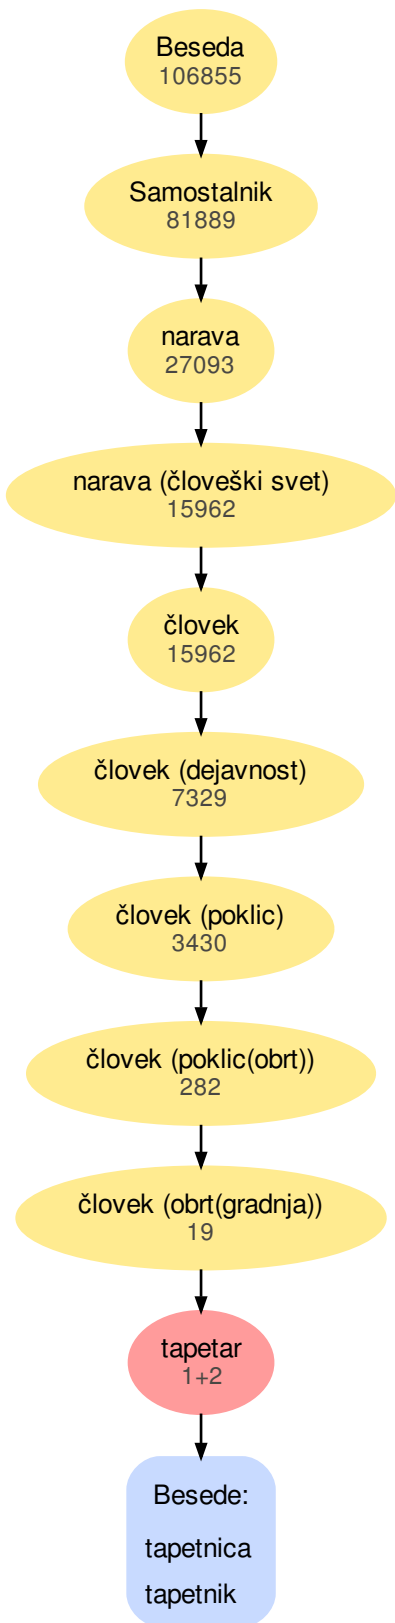 Beseda
106855
Samostalnik
81889
narava
27093
narava (človeški svet)
15962
človek
15962
človek (dejavnost)
7329
človek (poklic)
3430
človek (poklic(obrt))
282
človek (obrt(gradnja))
19
tapetar
1+2
Besede:
tapetnica
tapetnik